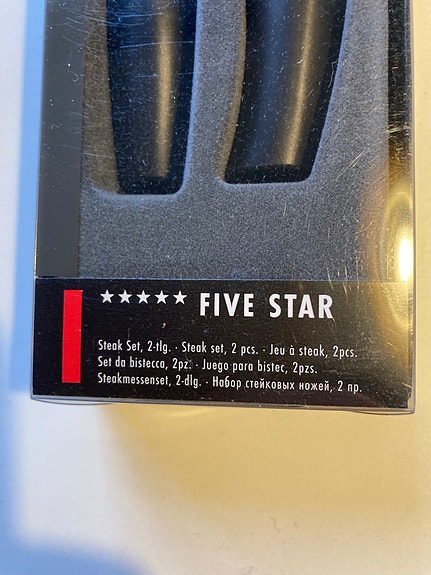 ★★★★★ FIVE STAR
Steak Set, 2-tlg. · Steak set, 2 pcs. · Jeu à steak, 2pcs.
Set da bistecca, 2pz. · Juego para bistec, 2pzs.
Steakmessenset, 2-dlg. · Набор стейковых ножей, 2 пр.